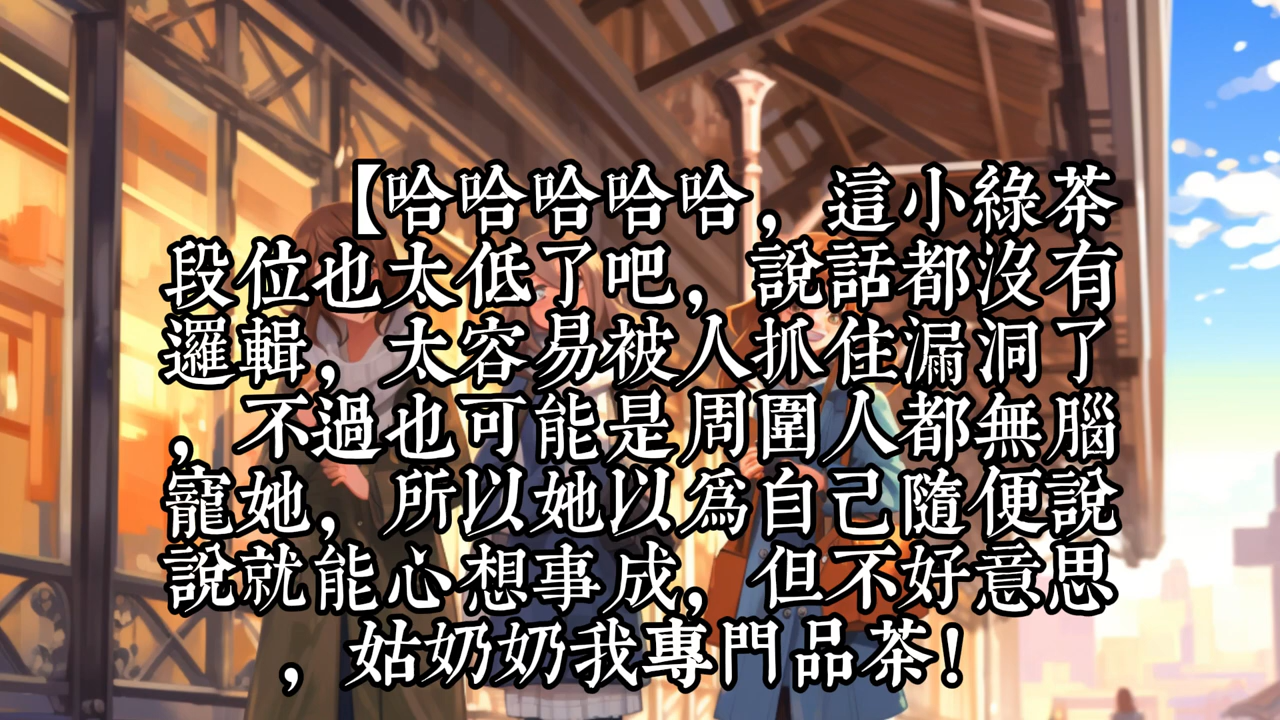 【哈哈哈哈哈，這小綠茶
段位也太低了吧，說話都沒有
邏輯，太容易被人抓住漏洞了
，不過也可能是周圍人都無腦
寵她，所以她以為自己隨便說
說就能心想事成，但不好意思
，姑奶奶我專門品茶！